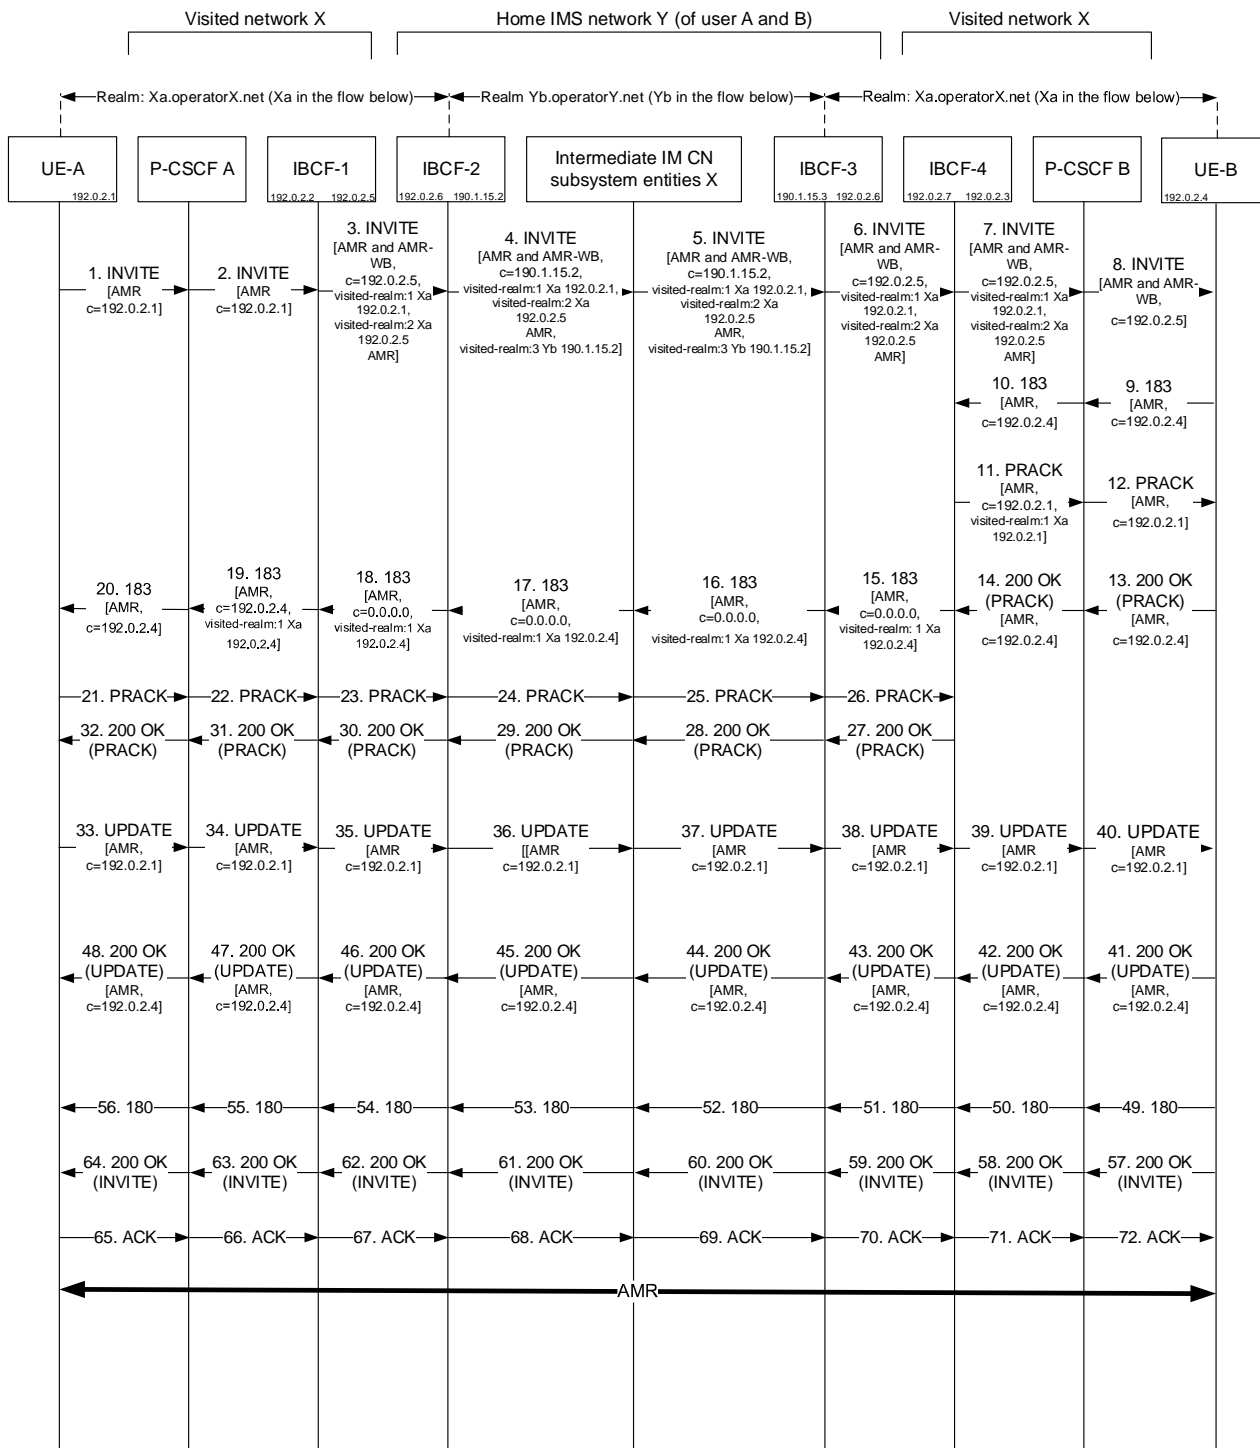 Visited network X
Home IMS network Y (of user A and B)
Visited network X
Realm: Xa.operatorX.net (Xa in the flow below)
Realm Yb.operatorY.net (Yb in the flow below)
Realm: Xa.operatorX.net (Xa in the flow below)
UE-A
192.0.2.1
P-CSCF A
IBCF-1
192.0.2.2 192.0.2.5
IBCF-2
192.0.2.6 190.1.15.2
Intermediate IM CN
subsystem entities X
IBCF-3
190.1.15.3 192.0.2.6
IBCF-4
192.0.2.7 192.0.2.3
P-CSCF B
UE-B
192.0.2.4
1. INVITE
[AMR
c=192.0.2.1]
2. INVITE
[AMR
c=192.0.2.1]
3. INVITE
[AMR and AMR-
WB,
c=192.0.2.5,
visited-realm:1 Xa
192.0.2.1,
visited-realm:2 Xa
192.0.2.5
AMR]
4. INVITE
[AMR and AMR-WB,
c=190.1.15.2,
visited-realm:1 Xa 192.0.2.1,
visited-realm:2 Xa
192.0.2.5
AMR,
visited-realm:3 Yb 190.1.15.2]
5. INVITE
[AMR and AMR-WB,
c=190.1.15.2,
visited-realm:1 Xa 192.0.2.1,
visited-realm:2 Xa
192.0.2.5
AMR,
visited-realm:3 Yb 190.1.15.2]
6. INVITE
[AMR and AMR-
WB,
c=192.0.2.5,
visited-realm:1 Xa
192.0.2.1,
visited-realm:2 Xa
192.0.2.5
AMR]
7. INVITE
[AMR and AMR-
WB,
c=192.0.2.5,
visited-realm:1 Xa
192.0.2.1,
visited-realm:2 Xa
192.0.2.5
AMR]
8. INVITE
[AMR and AMR-
WB,
c=192.0.2.5]
10. 183
[AMR,
c=192.0.2.4]
9. 183
[AMR,
c=192.0.2.4]
11. PRACK
[AMR,
c=192.0.2.1,
visited-realm:1 Xa
192.0.2.1]
12. PRACK
[AMR,
c=192.0.2.1]
20. 183
[AMR,
c=192.0.2.4]
19. 183
[AMR,
c=192.0.2.4,
visited-realm:1 Xa
192.0.2.4]
18. 183
[AMR,
c=0.0.0.0,
visited-realm:1 Xa
192.0.2.4]
17. 183
[AMR,
c=0.0.0.0,
visited-realm:1 Xa 192.0.2.4]
16. 183
[AMR,
c=0.0.0.0,
visited-realm:1 Xa 192.0.2.4]
15. 183
[AMR,
c=0.0.0.0,
visited-realm: 1 Xa
192.0.2.4]
14. 200 OK
(PRACK)
[AMR,
c=192.0.2.4]
13. 200 OK
(PRACK)
[AMR,
c=192.0.2.4]
21. PRACK
22. PRACK
23. PRACK
24. PRACK
25. PRACK
26. PRACK
32. 200 OK
(PRACK)
31. 200 OK
(PRACK)
30. 200 OK
(PRACK)
29. 200 OK
(PRACK)
28. 200 OK
(PRACK)
27. 200 OK
(PRACK)
33. UPDATE
[AMR,
c=192.0.2.1]
34. UPDATE
[AMR,
c=192.0.2.1]
35. UPDATE
[AMR
c=192.0.2.1]
36. UPDATE
[[AMR
c=192.0.2.1]
37. UPDATE
[AMR
c=192.0.2.1]
38. UPDATE
[AMR
c=192.0.2.1]
39. UPDATE
[AMR
c=192.0.2.1]
40. UPDATE
[AMR
c=192.0.2.1]
48. 200 OK
(UPDATE)
[AMR,
c=192.0.2.4]
47. 200 OK
(UPDATE)
[AMR,
c=192.0.2.4]
46. 200 OK
(UPDATE)
[AMR,
c=192.0.2.4]
45. 200 OK
(UPDATE)
[AMR,
c=192.0.2.4]
44. 200 OK
(UPDATE)
[AMR,
c=192.0.2.4]
43. 200 OK
(UPDATE)
[AMR,
c=192.0.2.4]
42. 200 OK
(UPDATE)
[AMR,
c=192.0.2.4]
41. 200 OK
(UPDATE)
[AMR,
c=192.0.2.4]
56. 180
55. 180
54. 180
53. 180
52. 180
51. 180
50. 180
49. 180
64. 200 OK
(INVITE)
63. 200 OK
(INVITE)
62. 200 OK
(INVITE)
61. 200 OK
(INVITE)
60. 200 OK
(INVITE)
59. 200 OK
(INVITE)
58. 200 OK
(INVITE)
57. 200 OK
(INVITE)
65. ACK
66. ACK
67. ACK
68. ACK
69. ACK
70. ACK
71. ACK
72. ACK
AMR